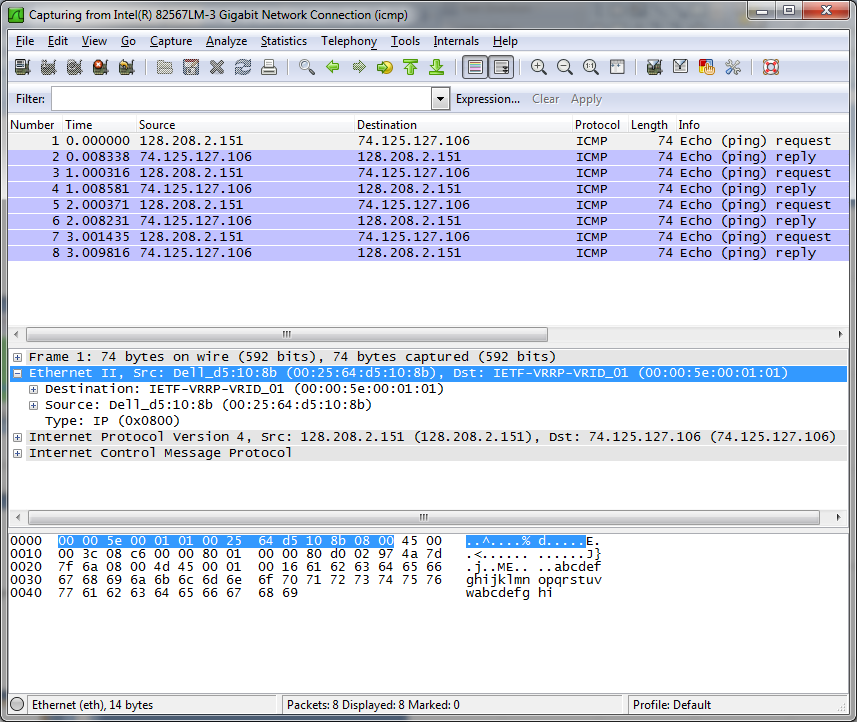 Capturing from Intel(R) 82567LM-3 Gigabit Network Connection (icmp)
File Edit View Go Capture Analyze Statistics Telephony Tools Internals Help
Filter: Expression... Clear Apply
Number Time Source Destination Protocol Length Info
1 0.000000 128.208.2.151 74.125.127.106 ICMP 74 Echo (ping) request
2 0.008338 74.125.127.106 128.208.2.151 ICMP 74 Echo (ping) reply
3 1.000316 128.208.2.151 74.125.127.106 ICMP 74 Echo (ping) request
4 1.008581 74.125.127.106 128.208.2.151 ICMP 74 Echo (ping) reply
5 2.000371 128.208.2.151 74.125.127.106 ICMP 74 Echo (ping) request
6 2.008231 74.125.127.106 128.208.2.151 ICMP 74 Echo (ping) reply
7 3.001435 128.208.2.151 74.125.127.106 ICMP 74 Echo (ping) request
8 3.009816 74.125.127.106 128.208.2.151 ICMP 74 Echo (ping) reply
Frame 1: 74 bytes on wire (592 bits), 74 bytes captured (592 bits)
Ethernet II, Src: Dell_d5:10:8b (00:25:64:d5:10:8b), Dst: IETF-VRRP-VRID_01 (00:00:5e:00:01:01)
Destination: IETF-VRRP-VRID_01 (00:00:5e:00:01:01)
Source: Dell_d5:10:8b (00:25:64:d5:10:8b)
Type: IP (0x0800)
Internet Protocol Version 4, Src: 128.208.2.151 (128.208.2.151), Dst: 74.125.127.106 (74.125.127.106)
Internet Control Message Protocol
0000 00 00 5e 00 01 01 00 25 64 d5 10 8b 08 00 45 00 ..^....% d.....E.
0010 00 3c 08 c6 00 00 80 01 00 00 80 d0 02 97 4a 7d .<...... ......J}
0020 7f 6a 08 00 4d 45 00 01 00 16 61 62 63 64 65 66 .j..ME.. ..abcdef
0030 67 68 69 6a 6b 6c 6d 6e 6f 70 71 72 73 74 75 76 ghijklmn opqrstuv
0040 77 61 62 63 64 65 66 67 68 69 wabcdefg hi
Ethernet (eth), 14 bytes Packets: 8 Displayed: 8 Marked: 0 Profile: Default